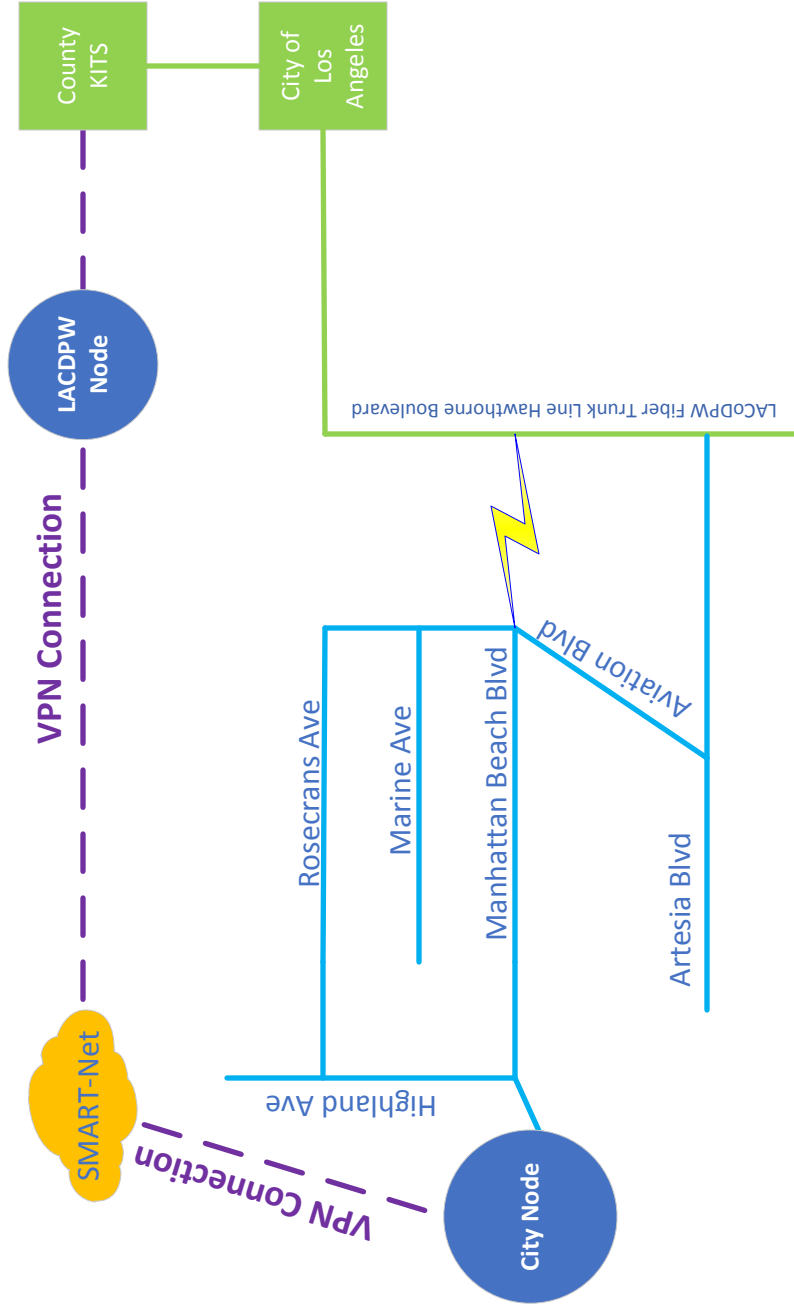 County
KITS
City of
Los
Angeles
LACDPW
Node
VPN Connection
LACoDPW Fiber Trunk Line Hawthorne Boulevard
SMART-Net
VPN Connection
Rosecrans Ave
Marine Ave
Manhattan Beach Blvd
Aviation Blvd
Artesia Blvd
Highland Ave
City Node